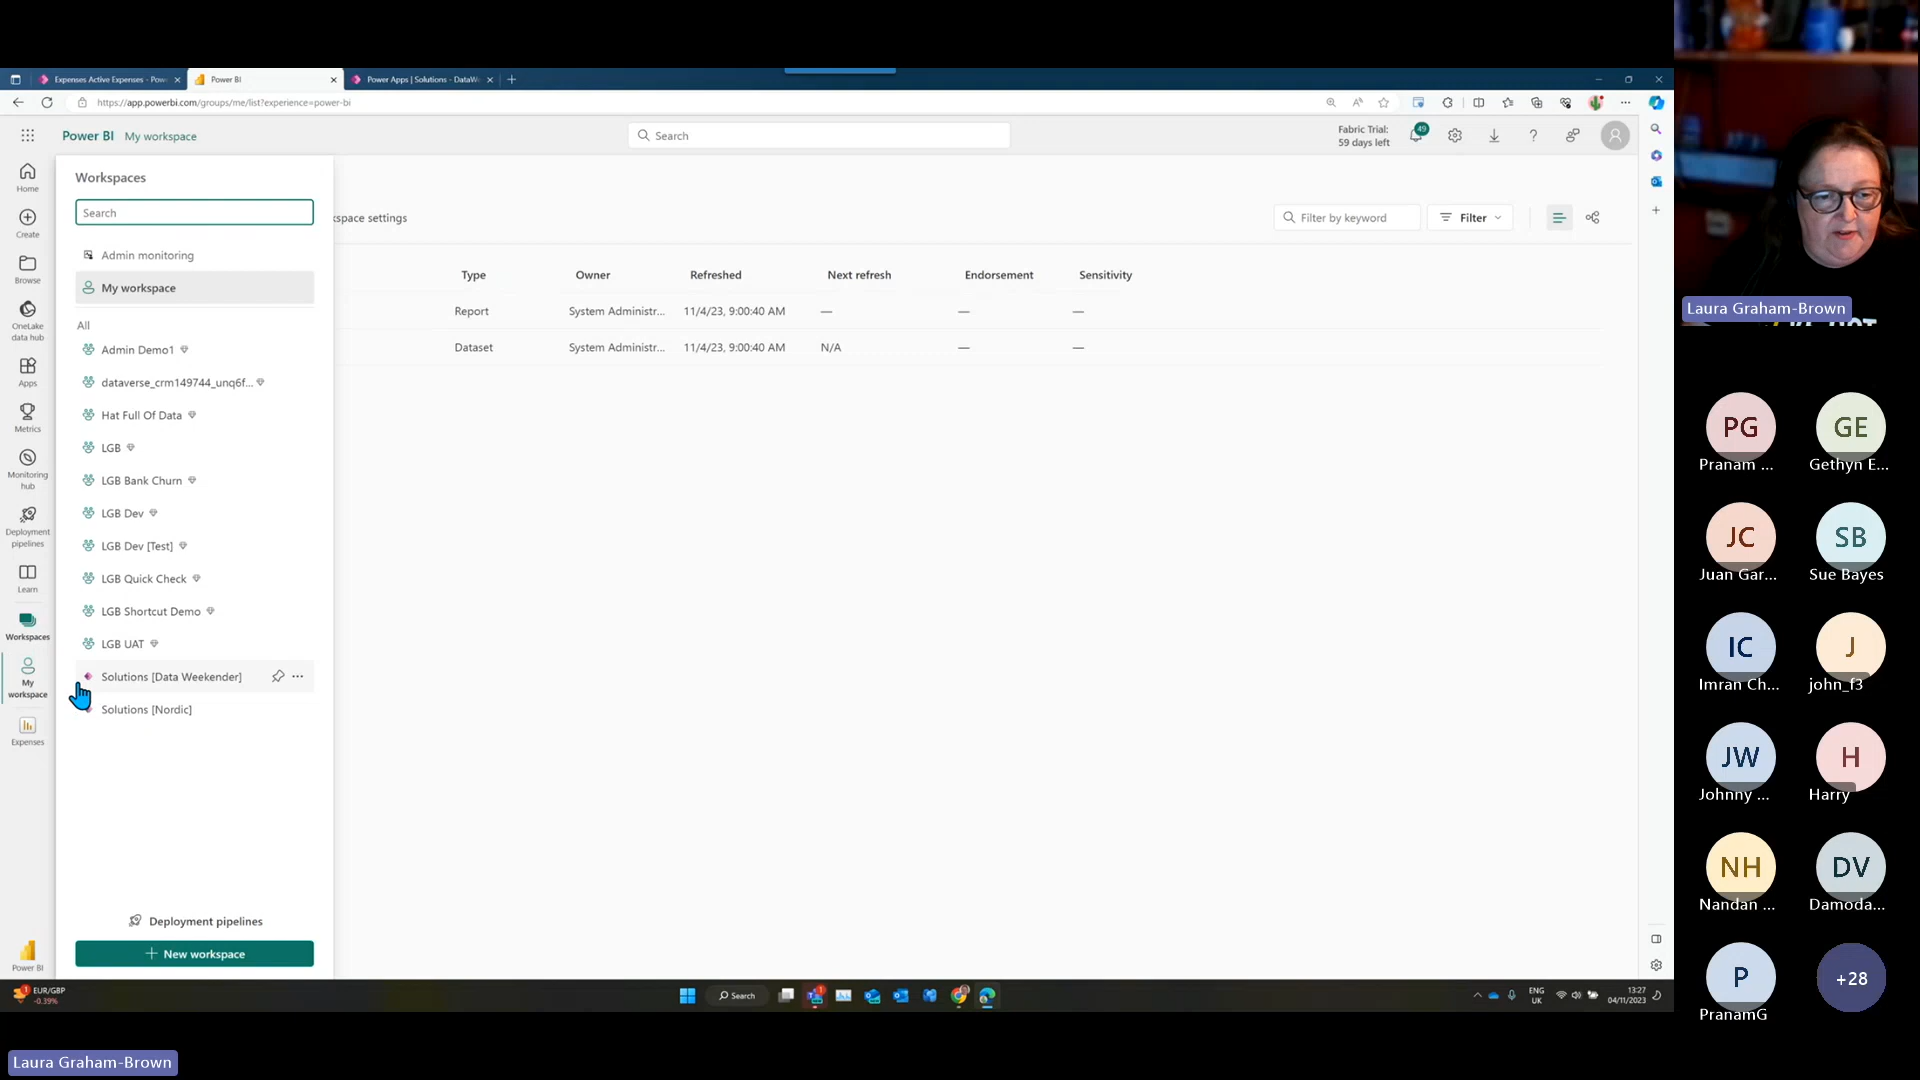 Expenses Active Expenses - Pow
Power BI
Power Apps | Solutions - DataW
https://app.powerbi.com/groups/me/list?experience=power-bi
Power BI My workspace
Search
Fabric Trial:
59 days left
49
Home
Create
Browse
OneLake
data hub
Apps
Metrics
Monitoring
hub
Deployment
pipelines
Learn
Workspaces
My
workspace
Expenses
Power BI
Workspaces
Search
Admin monitoring
My workspace
All
Admin Demo1
dataverse_crm149744_unq6f...
Hat Full Of Data
LGB
LGB Bank Churn
LGB Dev
LGB Dev [Test]
LGB Quick Check
LGB Shortcut Demo
LGB UAT
Solutions [Data Weekender]
Solutions [Nordic]
Deployment pipelines
New workspace
space settings
Filter by keyword
Filter
Type Owner Refreshed Next refresh Endorsement Sensitivity
Report System Administr... 11/4/23, 9:00:40 AM — — —
Dataset System Administr... 11/4/23, 9:00:40 AM N/A — —
EUR/GBP
-0.39%
Search
ENG
UK
13:27
04/11/2023
Laura Graham-Brown
PG
Pranam ...
GE
Gethyn E...
JC
Juan Gar...
SB
Sue Bayes
IC
Imran Ch...
J
john_f3
JW
Johnny ...
H
Harry
NH
Nandan ...
DV
Damoda...
P
PranamG
+28
Laura Graham-Brown